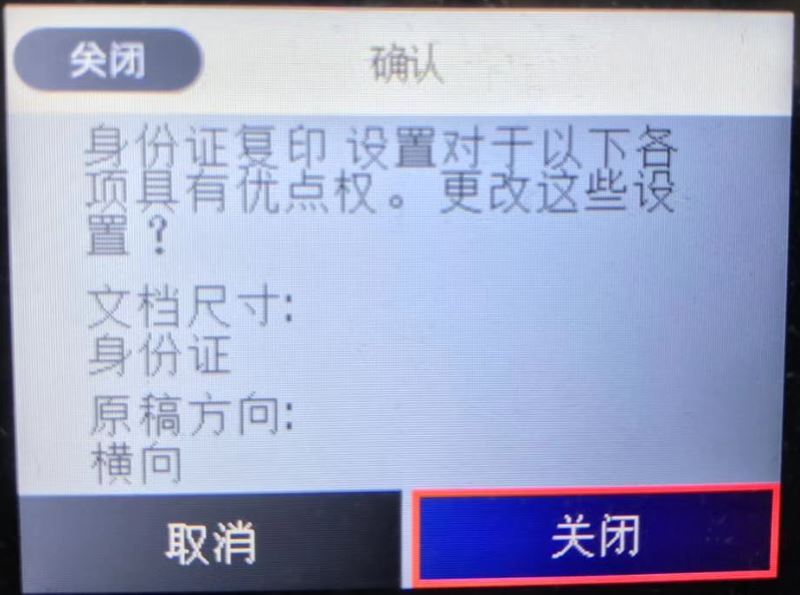 关闭
确认
身份证复印 设置对于以下各
项具有优点权。更改这些设
置？
文档尺寸:
身份证
原稿方向:
横向
取消
关闭